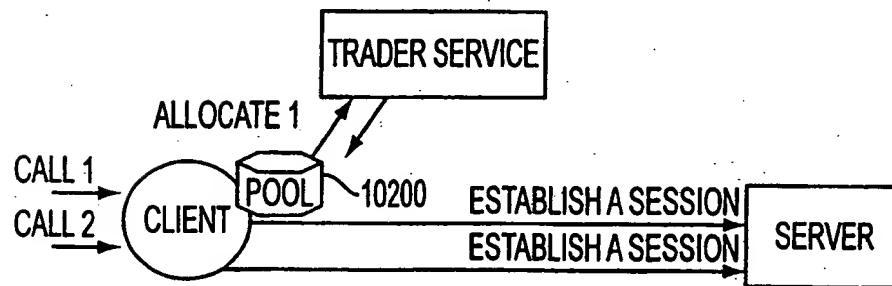 TRADER SERVICE
ALLOCATE 1
CALL 1
POOL
10200
ESTABLISH A SESSION
CALL 2
CLIENT
ESTABLISH A SESSION
SERVER